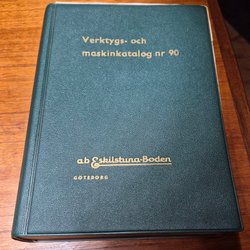 Verktygs- och
maskinkatalog nr 90
ab Eskilstuna-Boden
GÖTEBORG